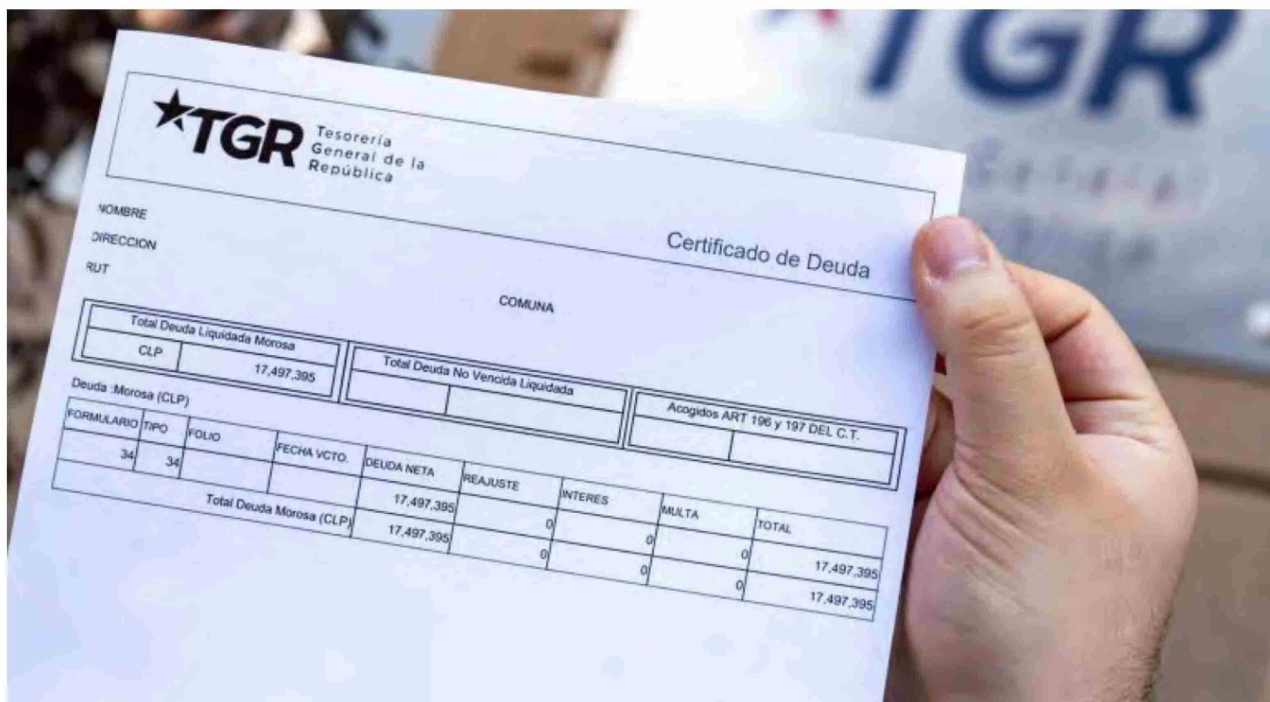 TGR
TGR Tesorería
General de la
República
Certificado de Deuda
NOMBRE
DIRECCION
RUT
COMUNA
Total Deuda Liquidada Morosa
CLP 17,497,395
Total Deuda No Vencida Liquidada
Acogidos ART 196 y 197 DEL C.T.
Deuda :Morosa (CLP)
FORMULARIO TIPO FOLIO FECHA VCTO. DEUDA NETA REAJUSTE INTERES MULTA TOTAL
34 34 17,497,395 0 0 0 17,497,395
Total Deuda Morosa (CLP) 17,497,395 0 0 0 17,497,395